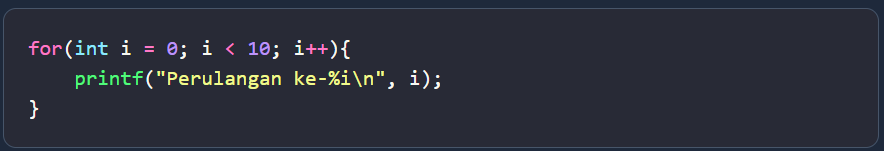 for(int i = 0; i < 10; i++){
    printf("Perulangan ke-%i\n", i);
}